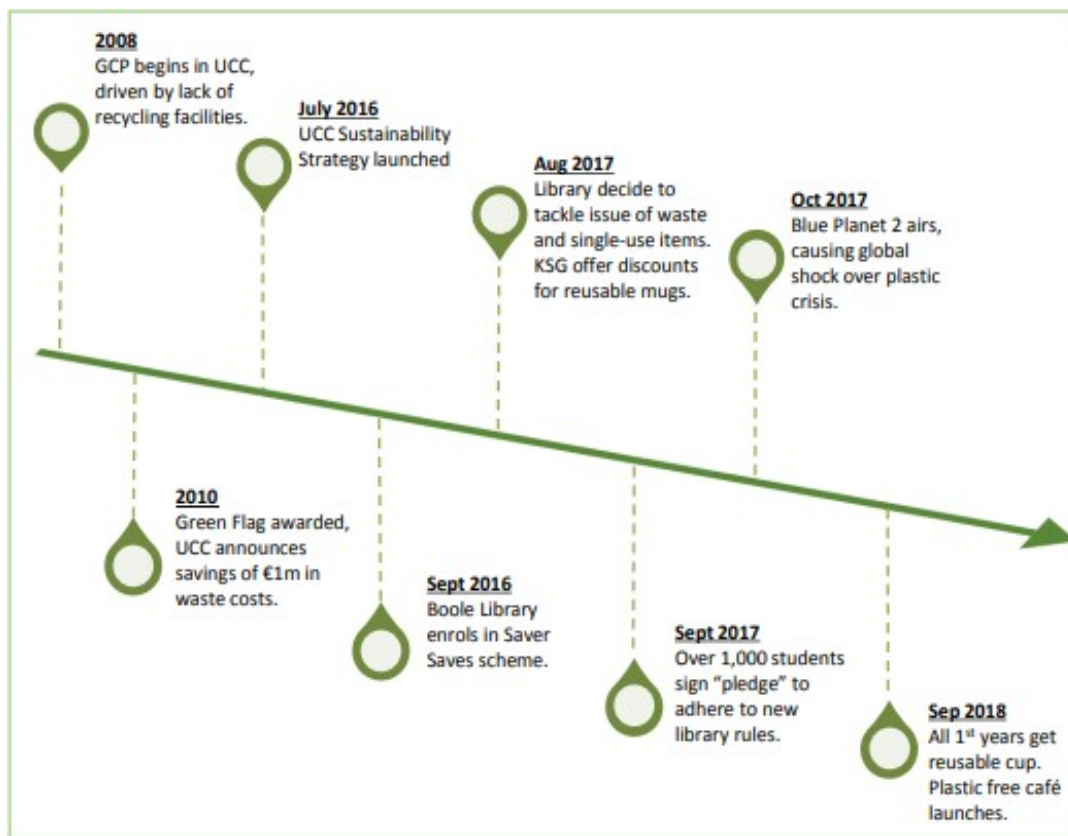 2008
GCP begins in UCC,
driven by lack of
recycling facilities.
July 2016
UCC Sustainability
Strategy launched
Aug 2017
Library decide to
tackle issue of waste
and single-use items.
KSG offer discounts
for reusable mugs.
Oct 2017
Blue Planet 2 airs,
causing global
shock over plastic
crisis.
2010
Green Flag awarded,
UCC announces
savings of €1m in
waste costs.
Sept 2016
Boole Library
enrols in Saver
Saves scheme.
Sept 2017
Over 1,000 students
sign “pledge” to
adhere to new
library rules.
Sep 2018
All 1st years get
reusable cup.
Plastic free café
launches.